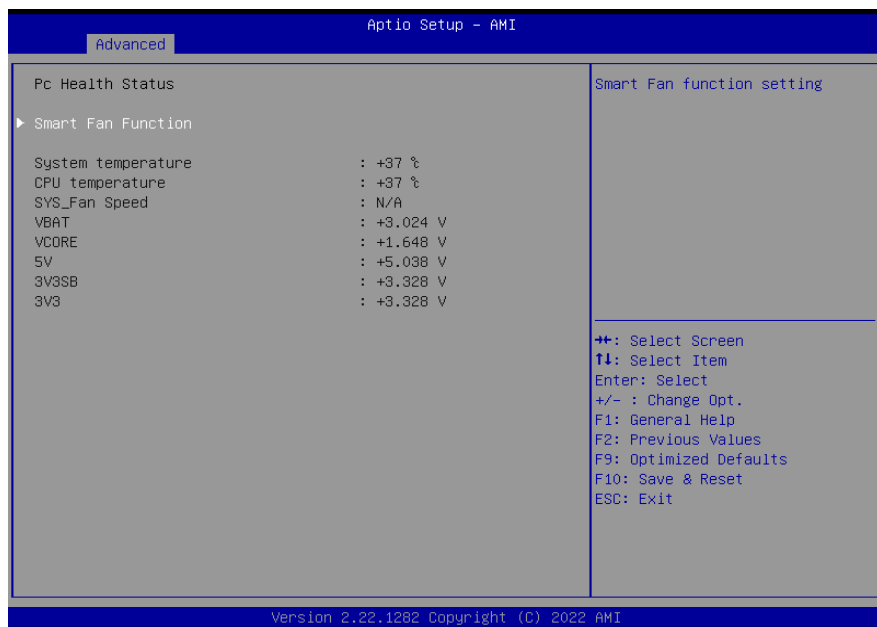 Aptio Setup – AMI
Advanced
Pc Health Status
Smart Fan Function
System temperature : +37 ℃
CPU temperature : +37 ℃
SYS_Fan Speed : N/A
VBAT : +3.024 V
VCORE : +1.648 V
5V : +5.038 V
3V3SB : +3.328 V
3V3 : +3.328 V
Smart Fan function setting
→←: Select Screen
↑↓: Select Item
Enter: Select
+/- : Change Opt.
F1: General Help
F2: Previous Values
F9: Optimized Defaults
F10: Save & Reset
ESC: Exit
Version 2.22.1282 Copyright (C) 2022 AMI